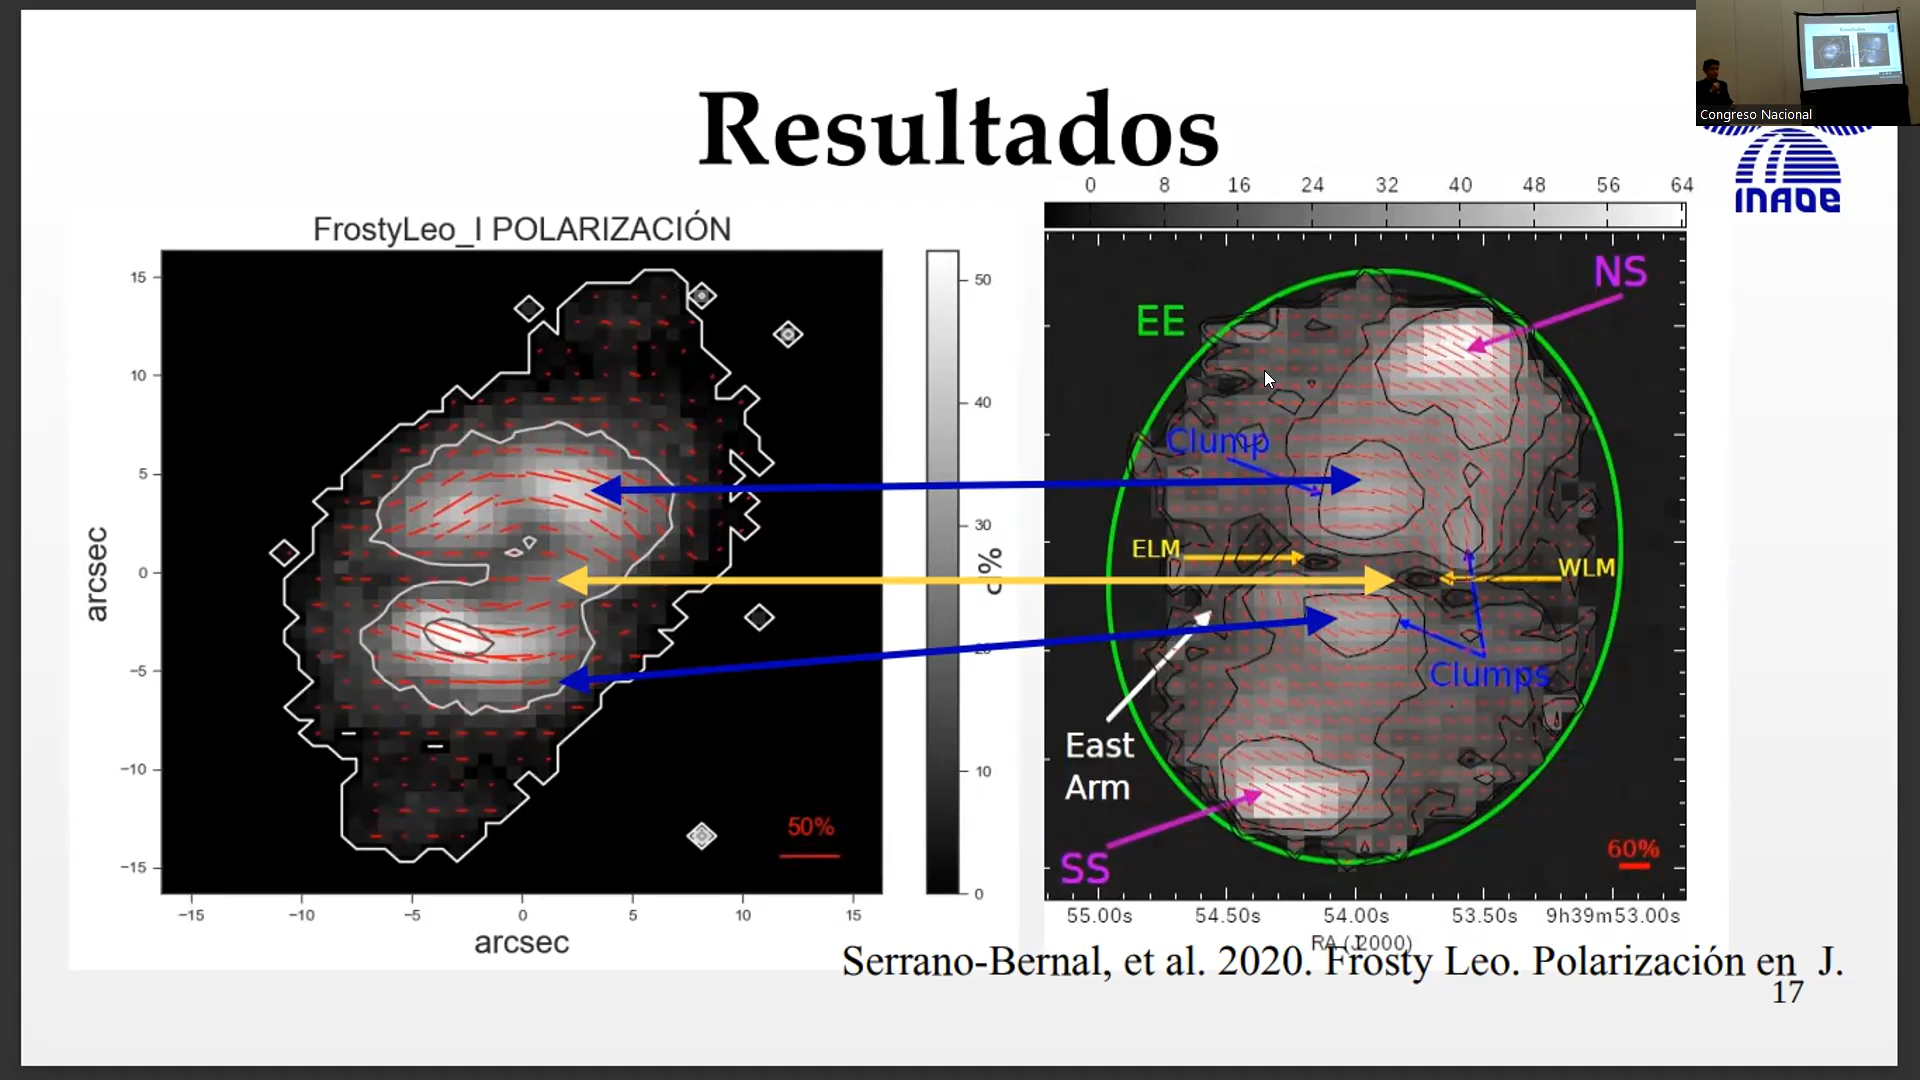 Congreso Nacional
Resultados
INAOE
FrostyLeo_I POLARIZACIÓN
15
10
5
0
−5
−10
−15
arcsec
−15
−10
−5
0
5
10
15
arcsec
50%
50
40
30
20
10
0
%
0
8
16
24
32
40
48
56
64
NS
EE
Clump
ELM
WLM
Clumps
East
Arm
SS
60%
55.00s
54.50s
54.00s
53.50s
9h39m53.00s
RA (J2000)
Serrano-Bernal, et al. 2020. Frosty Leo. Polarización en J.
17